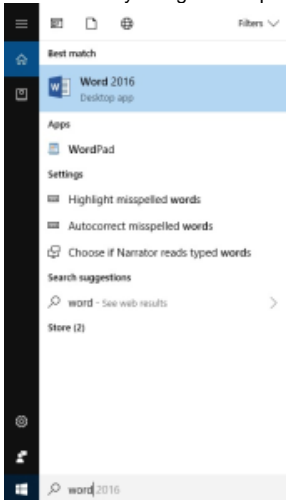 Filters
Best match
Word 2016
Desktop app
Apps
WordPad
Settings
Highlight misspelled words
Autocorrect misspelled words
Choose if Narrator reads typed words
Search suggestions
word - See web results
Store (2)
word 2016